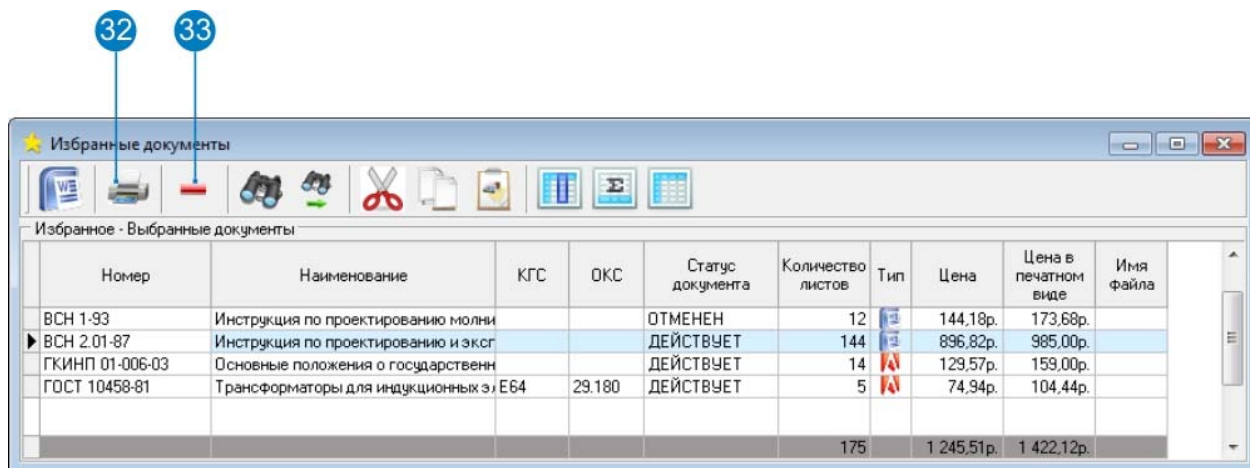 32 33
Избранные документы
Избранное - Выбранные документы
Номер Наименование КГС ОКС Статус документа Количество листов Тип Цена Цена в печатном виде Имя файла
ВСН 1-93 Инструкция по проектированию молни ОТМЕНЕН 12 144,18р. 173,68р.
ВСН 2.01-87 Инструкция по проектированию и эксг ДЕЙСТВУЕТ 144 896,82р. 985,00р.
ГКИНП 01-006-03 Основные положения о государственн ДЕЙСТВУЕТ 14 129,57р. 159,00р.
ГОСТ 10458-81 Трансформаторы для индукционных эл Е64 29.180 ДЕЙСТВУЕТ 5 74,94р. 104,44р.
175 1 245,51р. 1 422,12р.